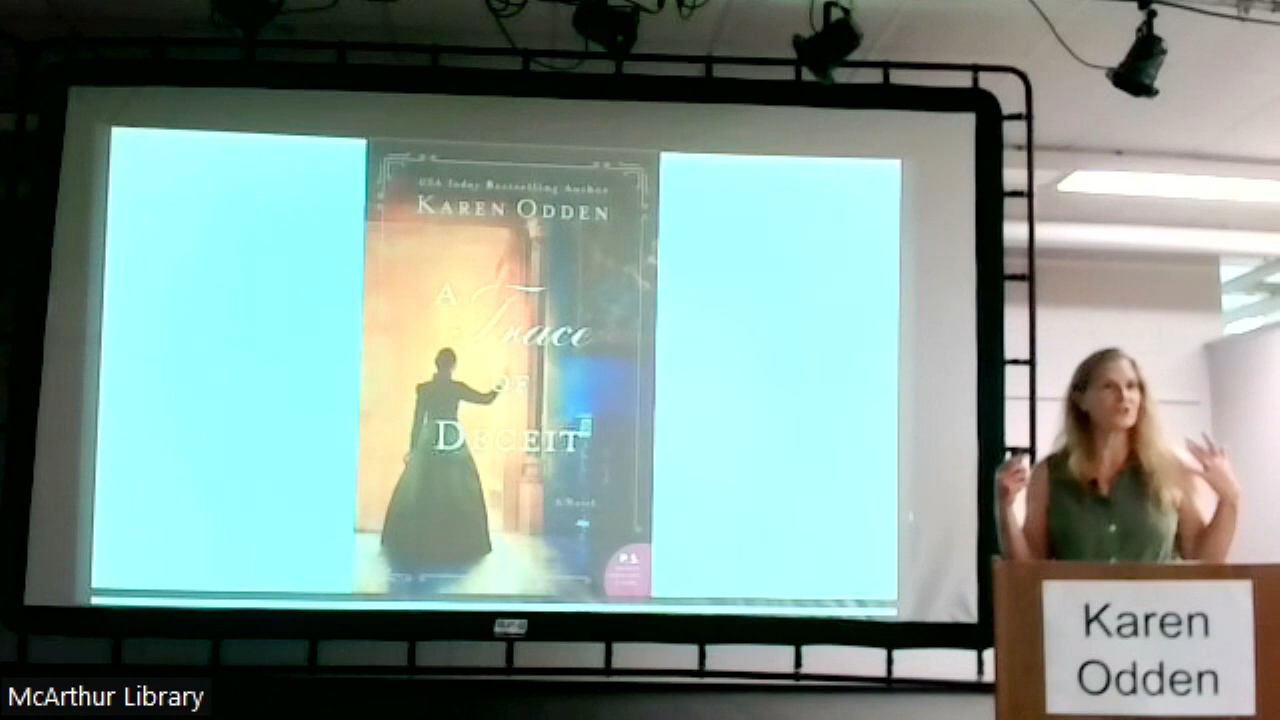 USA Today Bestselling Author
KAREN ODDEN
A
Trace
OF
DECEIT
A Novel
P.S.
Karen
Odden
McArthur Library